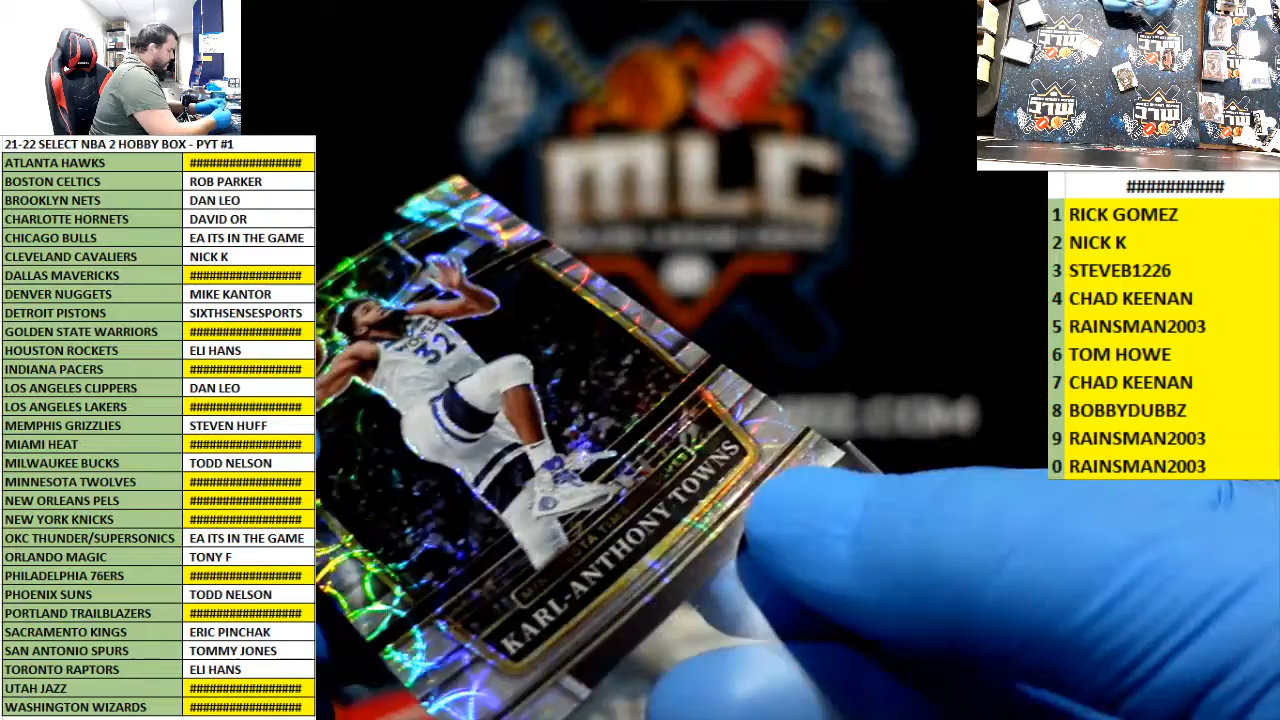 21-22 SELECT NBA 2 HOBBY BOX - PYT #1
ATLANTA HAWKS ################
BOSTON CELTICS ROB PARKER
BROOKLYN NETS DAN LEO
CHARLOTTE HORNETS DAVID OR
CHICAGO BULLS EA ITS IN THE GAME
CLEVELAND CAVALIERS NICK K
DALLAS MAVERICKS ################
DENVER NUGGETS MIKE KANTOR
DETROIT PISTONS SIXTHSENSESPORTS
GOLDEN STATE WARRIORS ################
HOUSTON ROCKETS ELI HANS
INDIANA PACERS ################
LOS ANGELES CLIPPERS DAN LEO
LOS ANGELES LAKERS ################
MEMPHIS GRIZZLIES STEVEN HUFF
MIAMI HEAT ################
MILWAUKEE BUCKS TODD NELSON
MINNESOTA TWOLVES ################
NEW ORLEANS PELS ################
NEW YORK KNICKS ################
OKC THUNDER/SUPERSONICS EA ITS IN THE GAME
ORLANDO MAGIC TONY F
PHILADELPHIA 76ERS ################
PHOENIX SUNS TODD NELSON
PORTLAND TRAILBLAZERS ################
SACRAMENTO KINGS ERIC PINCHAK
SAN ANTONIO SPURS TOMMY JONES
TORONTO RAPTORS ELI HANS
UTAH JAZZ ################
WASHINGTON WIZARDS ################
MLC
32
KARL-ANTHONY TOWNS
##########
1 RICK GOMEZ
2 NICK K
3 STEVEB1226
4 CHAD KEENAN
5 RAINSMAN2003
6 TOM HOWE
7 CHAD KEENAN
8 BOBBYDUBBZ
9 RAINSMAN2003
0 RAINSMAN2003